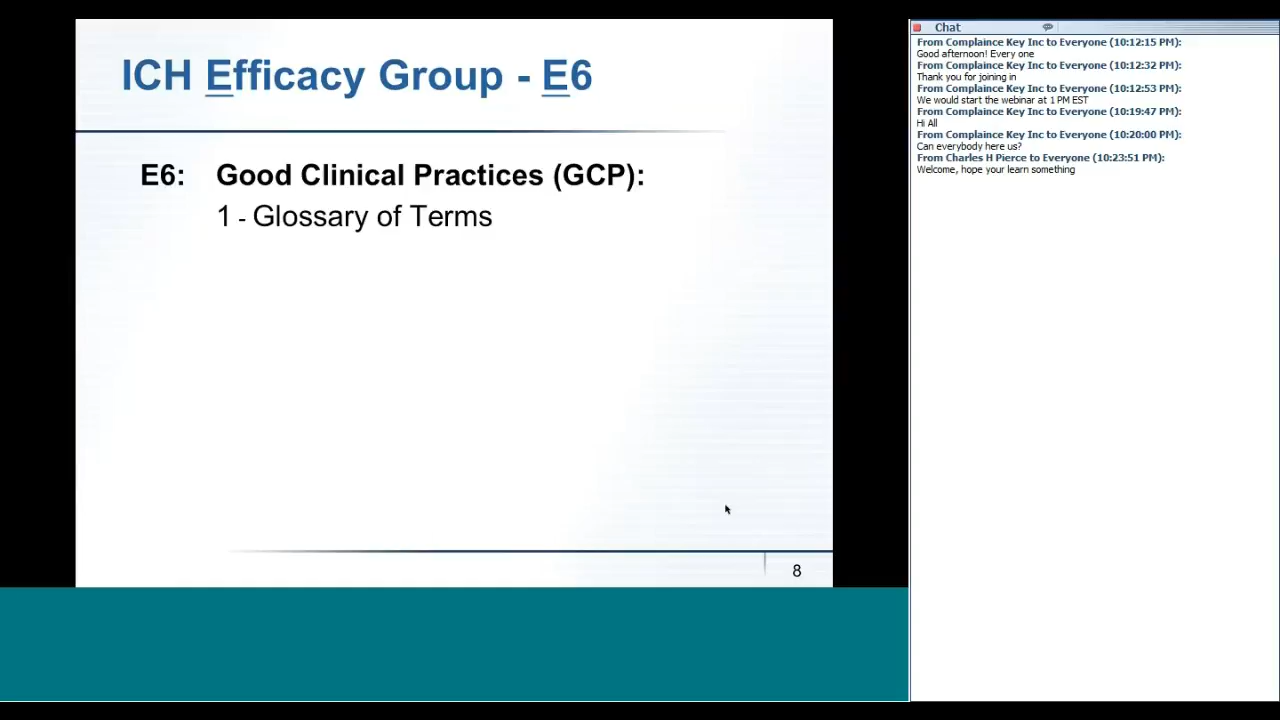 ICH Efficacy Group - E6
E6: Good Clinical Practices (GCP):
1 - Glossary of Terms
8
Chat
From Complaince Key Inc to Everyone (10:12:15 PM):
Good afternoon! Every one
From Complaince Key Inc to Everyone (10:12:32 PM):
Thank you for joining in
From Complaince Key Inc to Everyone (10:12:53 PM):
We would start the webinar at 1 PM EST
From Complaince Key Inc to Everyone (10:19:47 PM):
Hi All
From Complaince Key Inc to Everyone (10:20:00 PM):
Can everybody here us?
From Charles H Pierce to Everyone (10:23:51 PM):
Welcome, hope your learn something